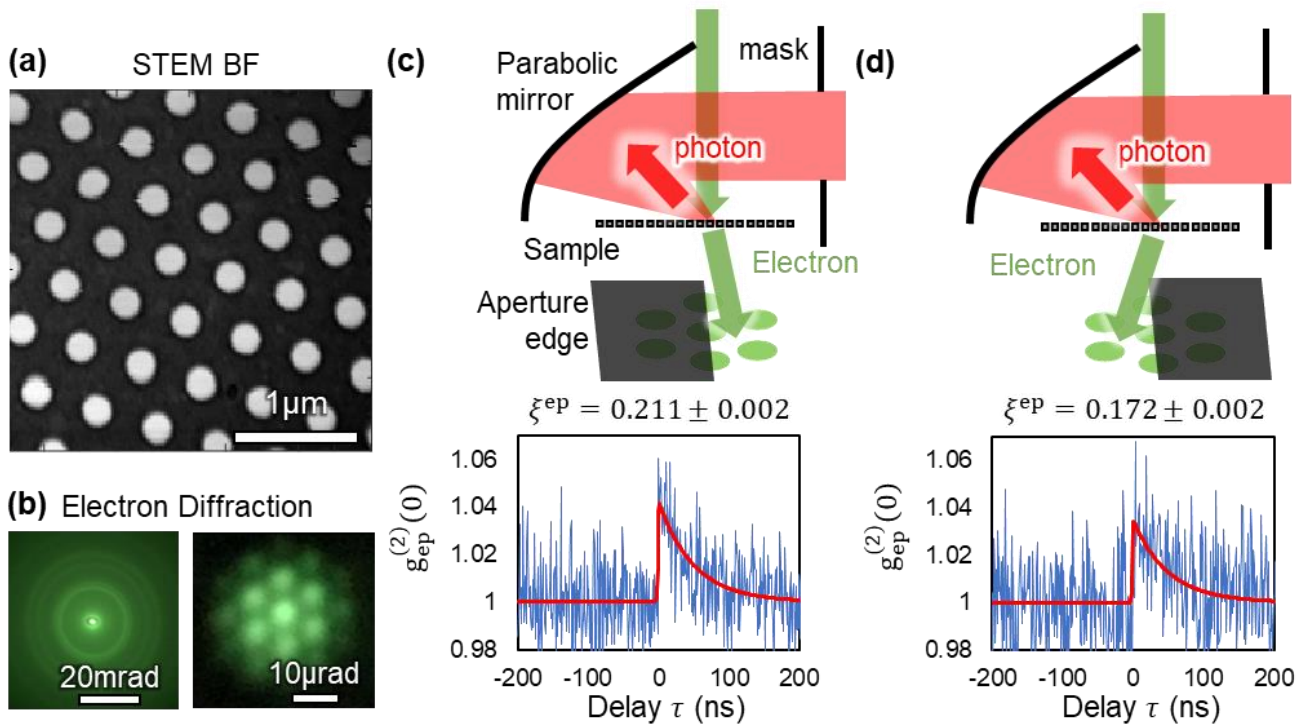 (a) STEM BF
1μm
(b) Electron Diffraction
20mrad
10μrad
(c)
Parabolic
mirror
mask
photon
Sample
Electron
Aperture
edge
ξ^ep = 0.211 ± 0.002
g_ep^(2)(0)
1.06
1.04
1.02
1
0.98
-200 -100 0 100 200
Delay τ (ns)
(d)
photon
Electron
ξ^ep = 0.172 ± 0.002
g_ep^(2)(0)
1.06
1.04
1.02
1
0.98
-200 -100 0 100 200
Delay τ (ns)